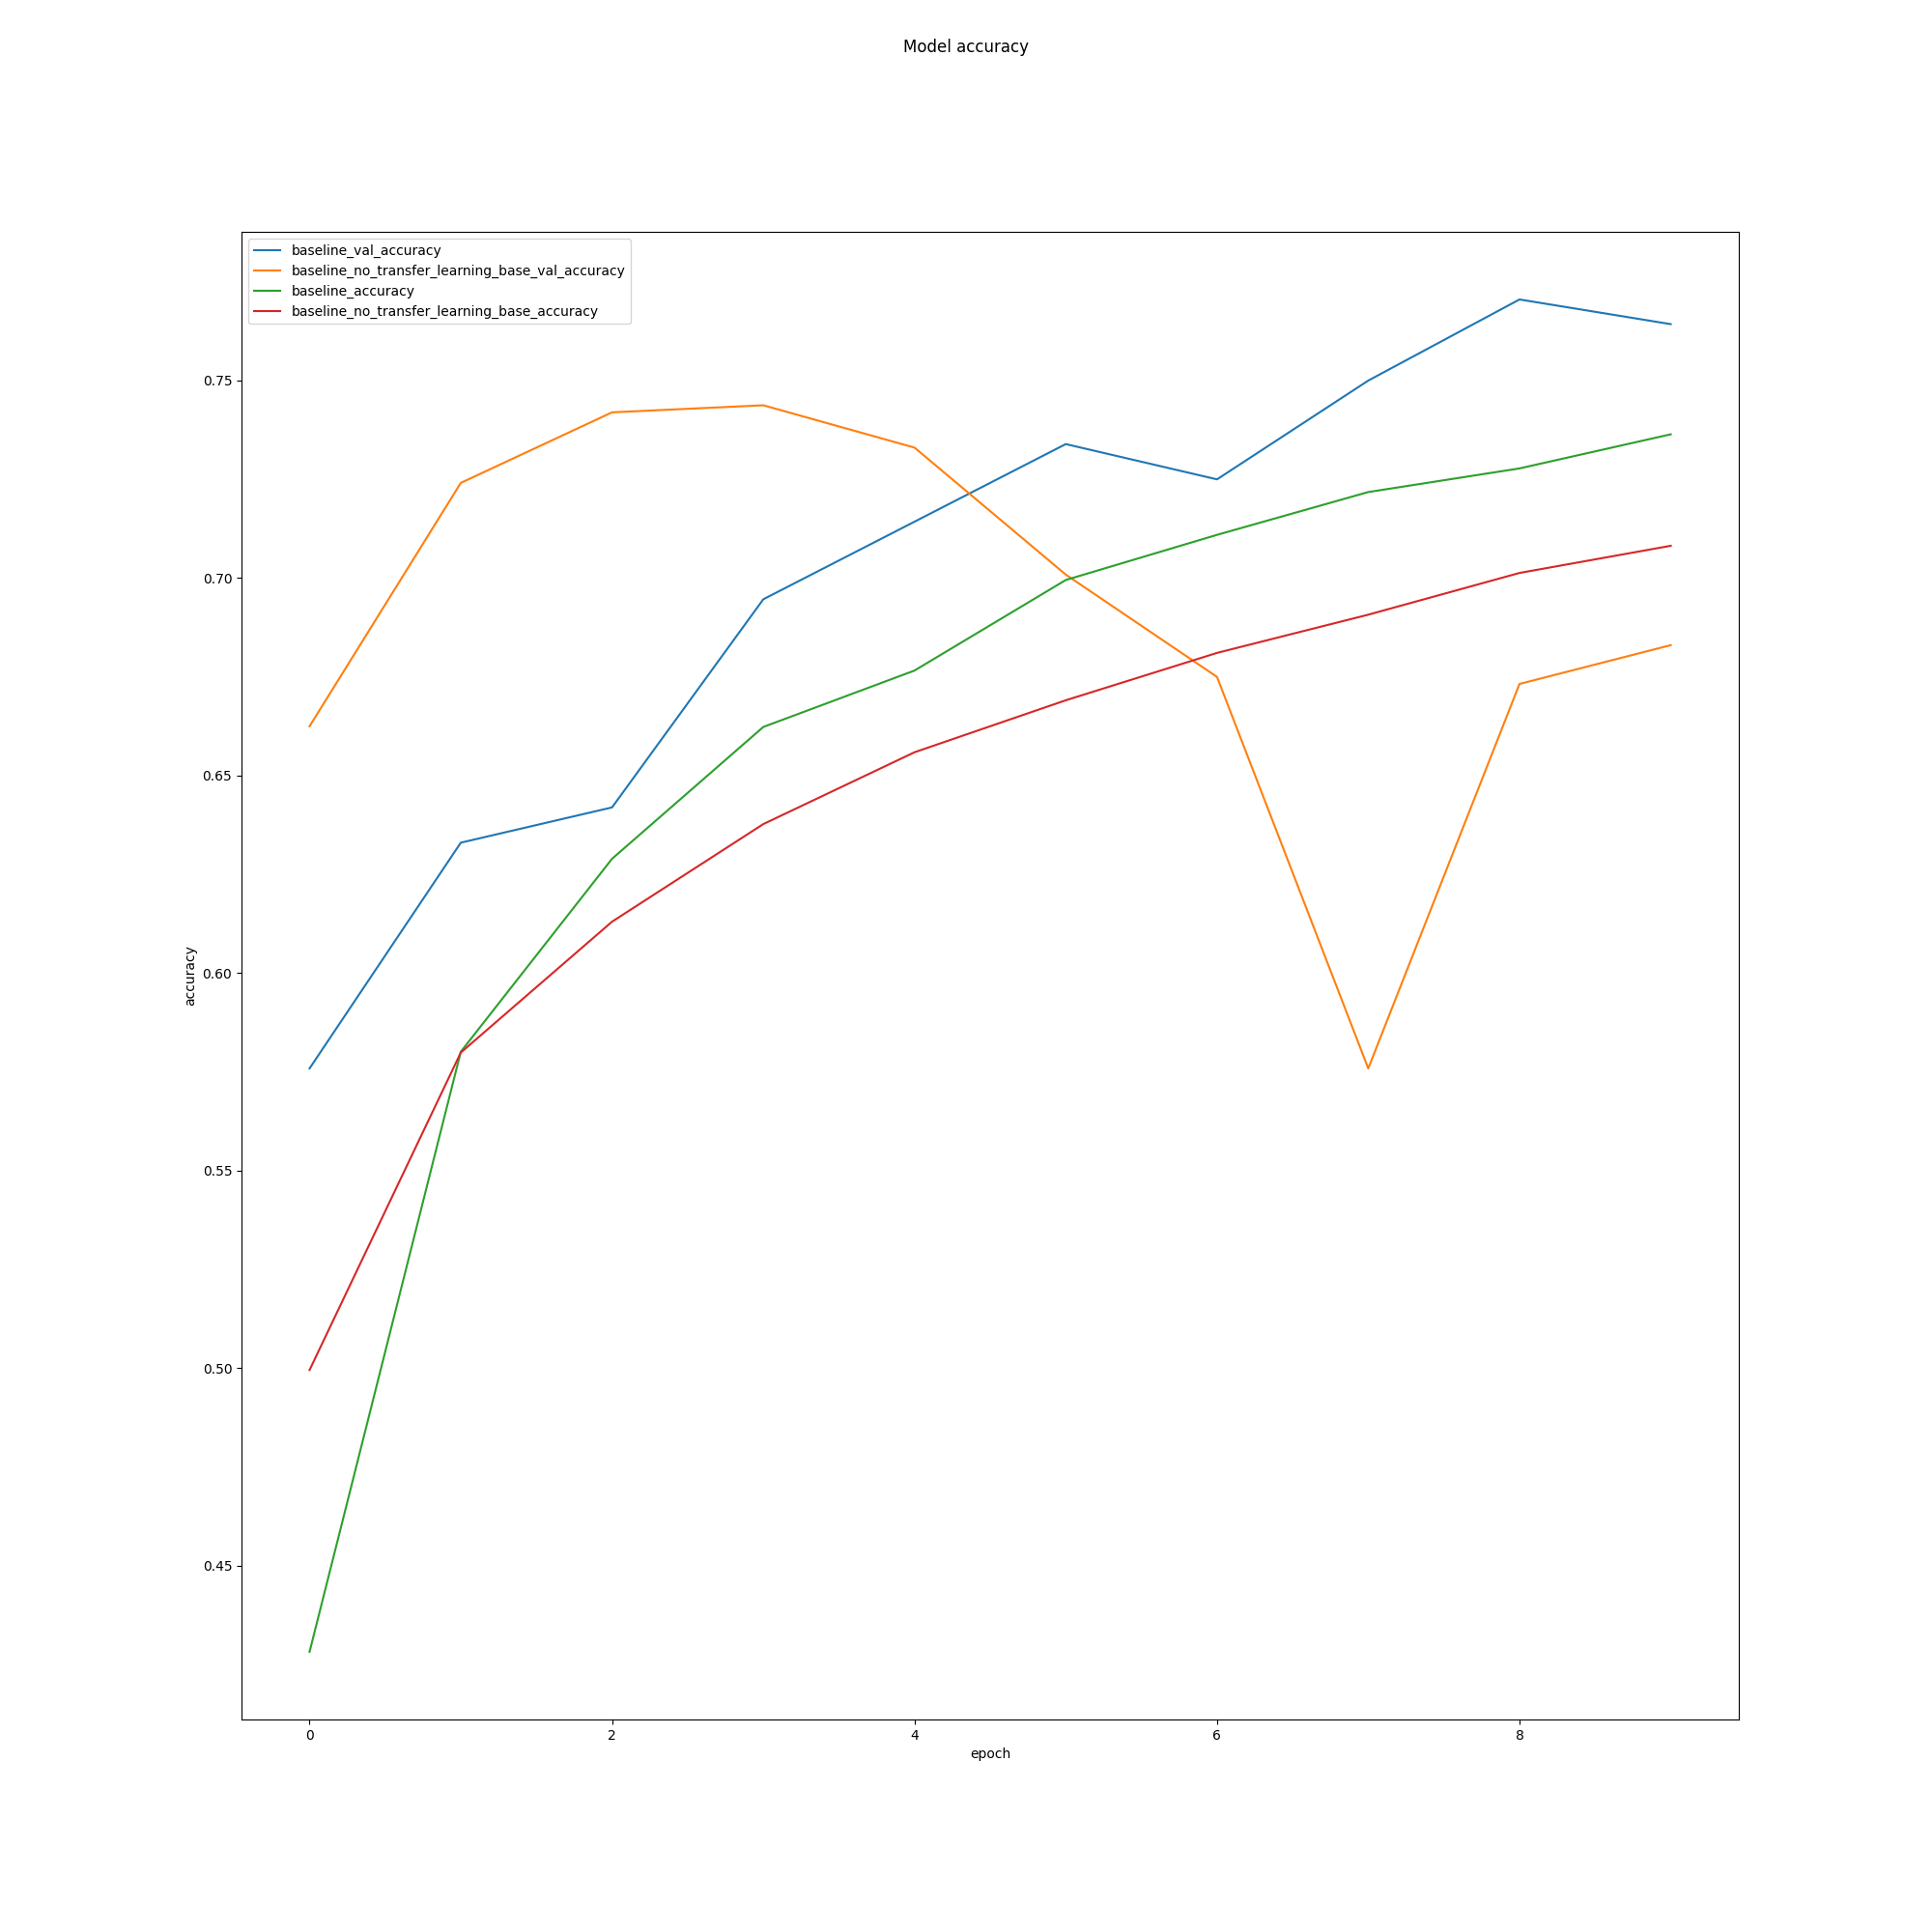 Model accuracy
baseline_val_accuracy
baseline_no_transfer_learning_base_val_accuracy
baseline_accuracy
baseline_no_transfer_learning_base_accuracy
0.75
0.70
0.65
0.60
0.55
0.50
0.45
accuracy
0 2 4 6 8
epoch